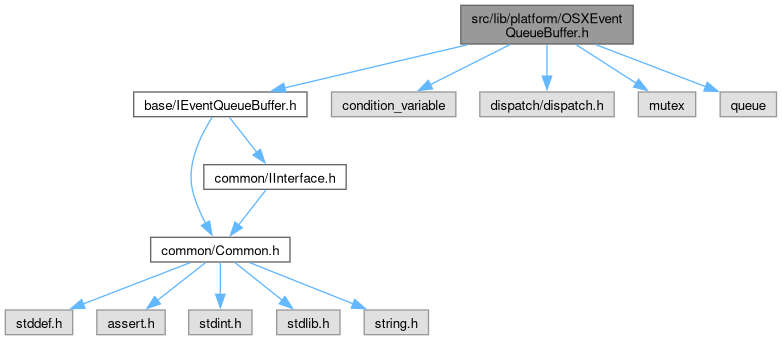 src/lib/platform/OSXEvent
QueueBuffer.h
base/IEventQueueBuffer.h
condition_variable
dispatch/dispatch.h
mutex
queue
common/IInterface.h
common/Common.h
stddef.h
assert.h
stdint.h
stdlib.h
string.h